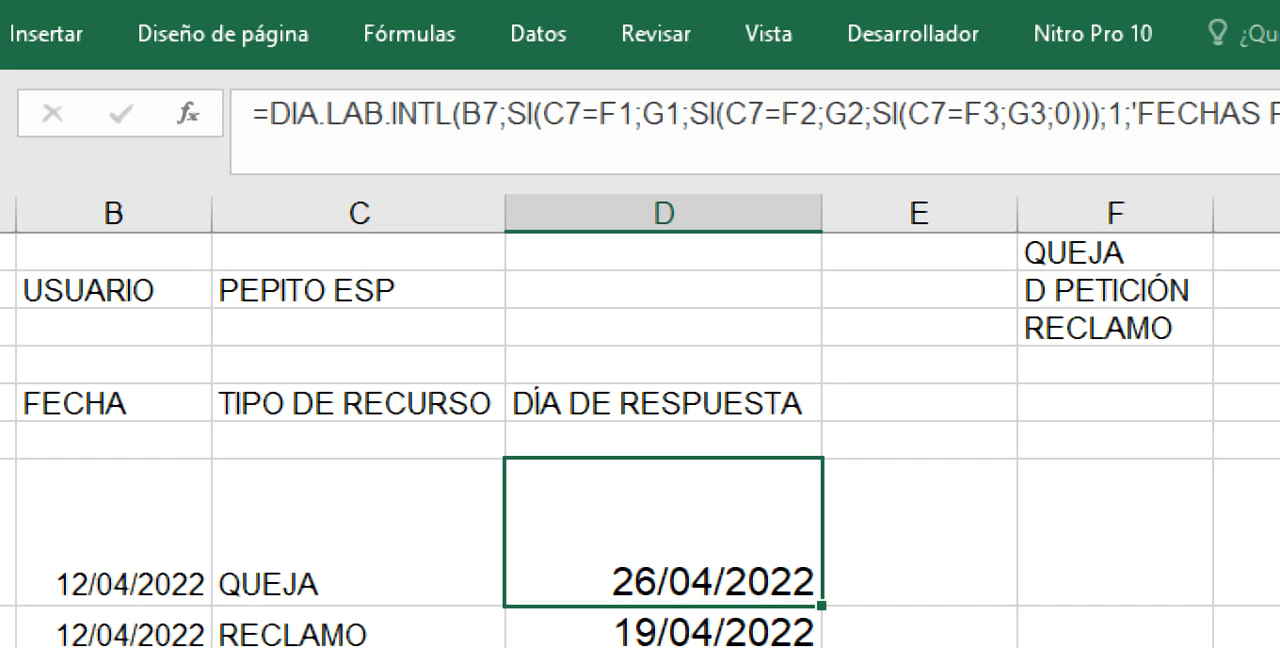 Insertar Diseño de página Fórmulas Datos Revisar Vista Desarrollador Nitro Pro 10 ¿Qu
fx =DIA.LAB.INTL(B7;SI(C7=F1;G1;SI(C7=F2;G2;SI(C7=F3;G3;0)));1;'FECHAS F
B C D E F
QUEJA
USUARIO PEPITO ESP D PETICIÓN
RECLAMO
FECHA TIPO DE RECURSO DÍA DE RESPUESTA
12/04/2022 QUEJA 26/04/2022
12/04/2022 RECLAMO 19/04/2022